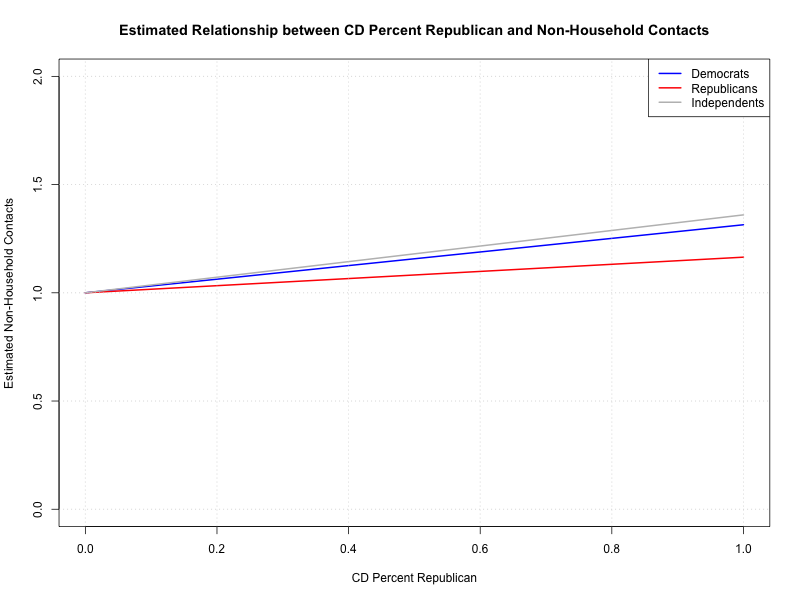 Estimated Relationship between CD Percent Republican and Non-Household Contacts
Democrats
Republicans
Independents
Estimated Non-Household Contacts
2.0
1.5
1.0
0.5
0.0
0.0
0.2
0.4
0.6
0.8
1.0
CD Percent Republican